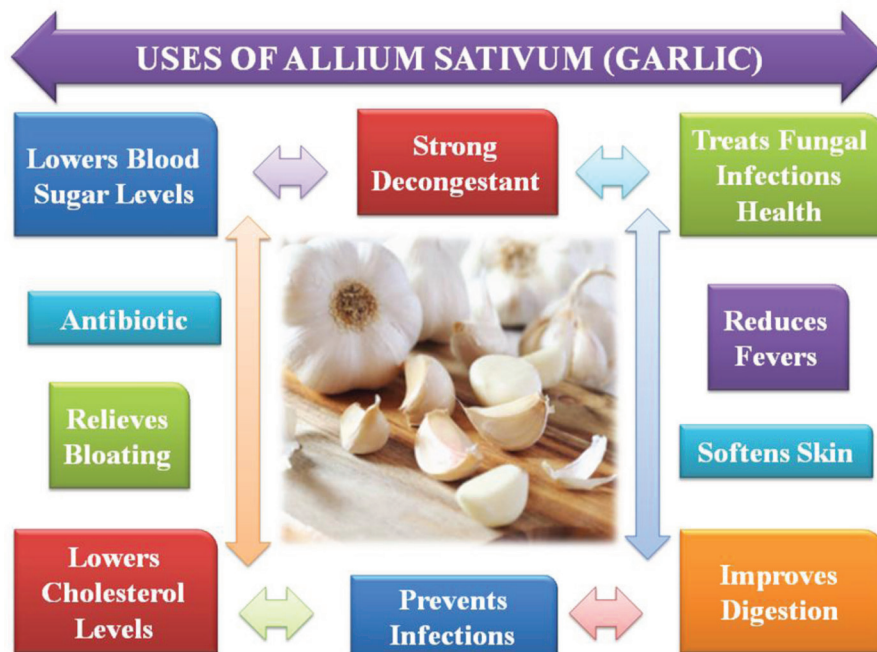 USES OF ALLIUM SATIVUM (GARLIC)
Lowers Blood
Sugar Levels
Strong
Decongestant
Treats Fungal
Infections
Health
Antibiotic
Reduces
Fevers
Relieves
Bloating
Softens Skin
Lowers
Cholesterol
Levels
Prevents
Infections
Improves
Digestion